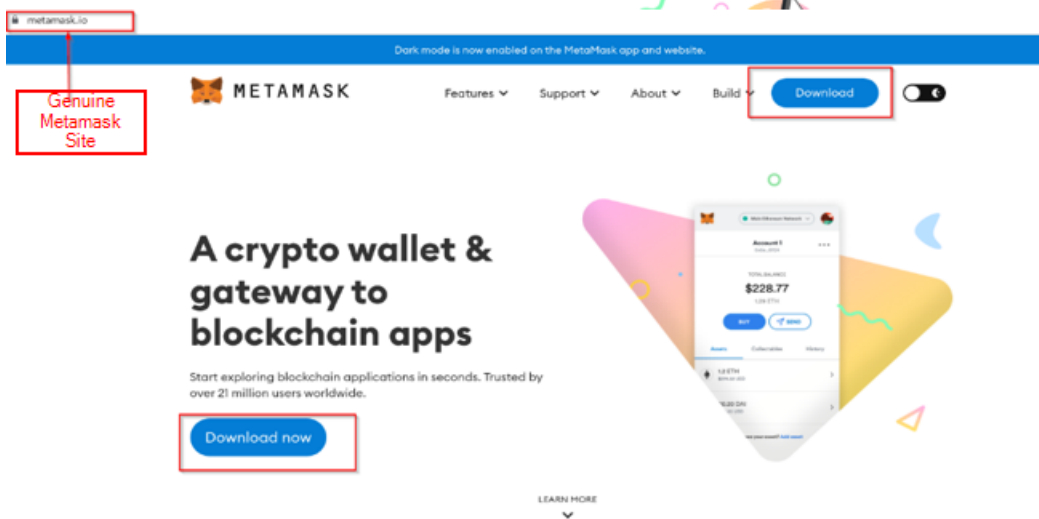 metamask.io
Dark mode is now enabled on the MetaMask app and website.
Genuine
Metamask
Site
METAMASK
Features
Support
About
Build
Download
A crypto wallet &
gateway to
blockchain apps
Start exploring blockchain applications in seconds. Trusted by
over 21 million users worldwide.
Download now
Account 1
TOTAL BALANCE
$228.77
BUY
SEND
Assets
Collectables
History
LEARN MORE